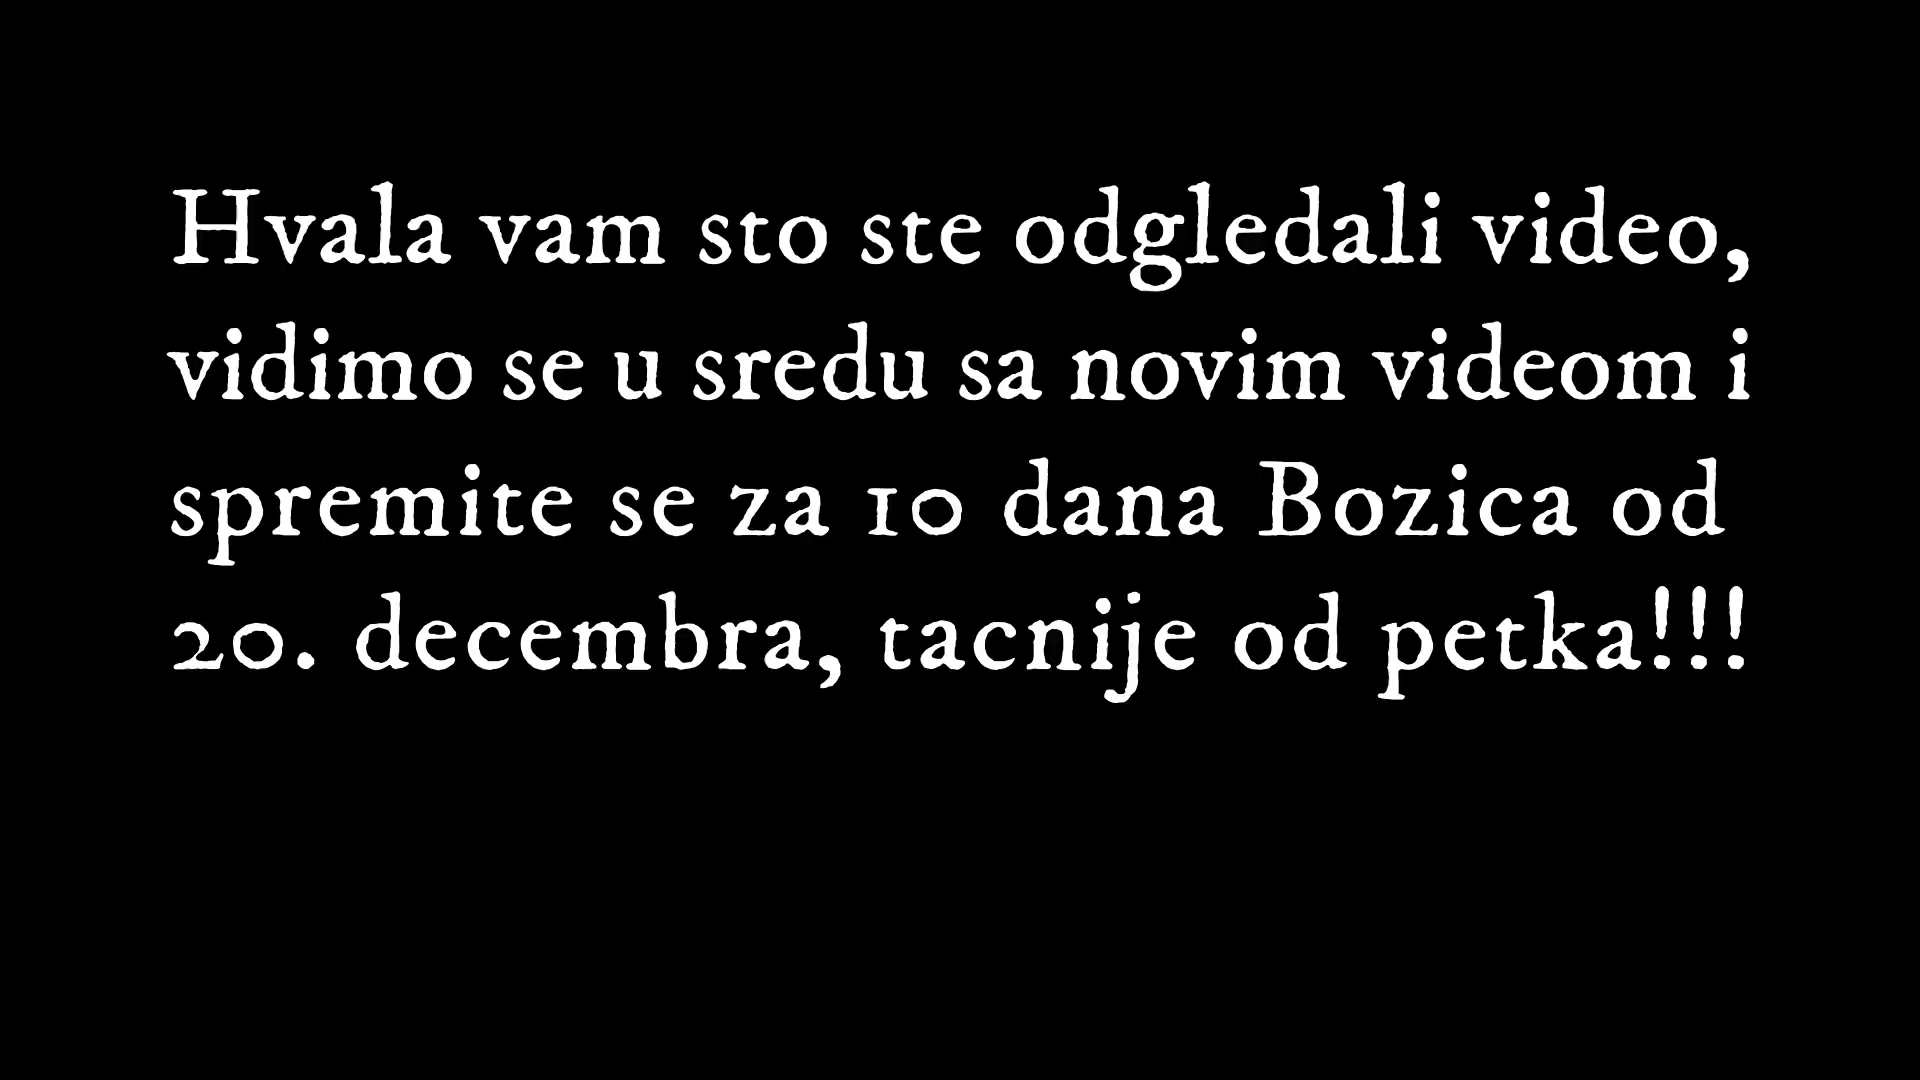 Hvala vam sto ste odgledali video,
vidimo se u sredu sa novim videom i
spremite se za 10 dana Bozica od
20. decembra, tacnije od petka!!!